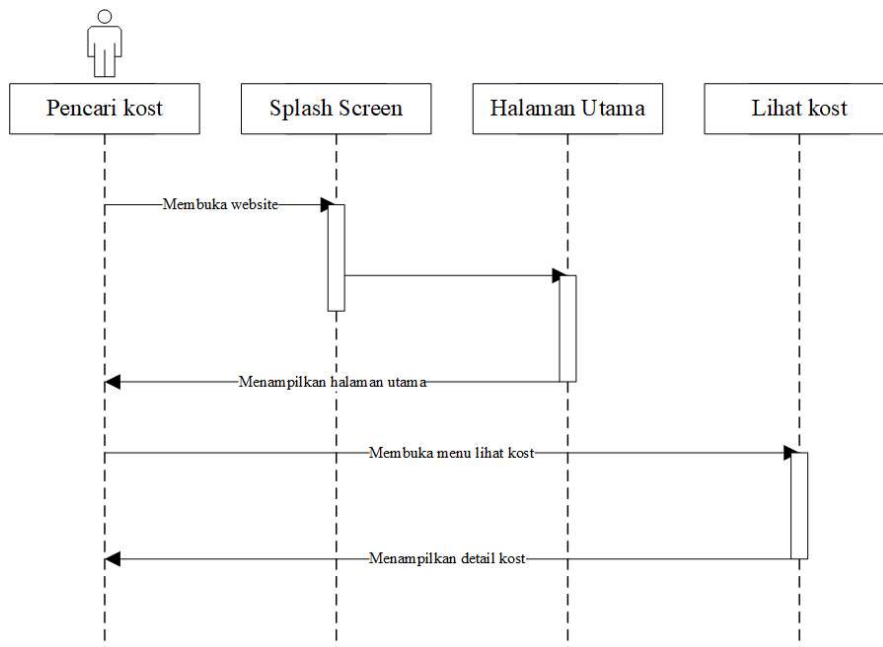 Pencari kost
Splash Screen
Halaman Utama
Lihat kost
Membuka website
Menampilkan halaman utama
Membuka menu lihat kost
Menampilkan detail kost